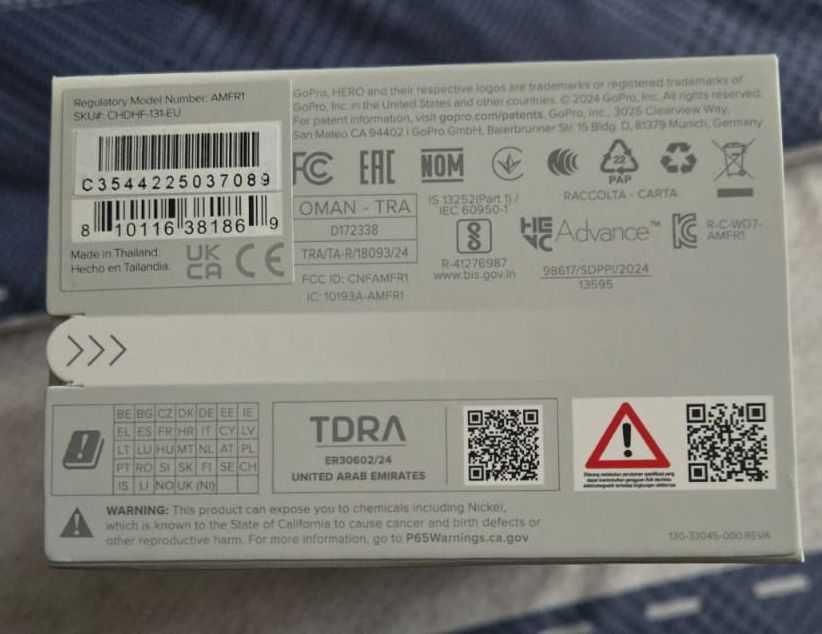 Regulatory Model Number: AMFR1
SKU#: CHDHF-131-EU
C3544225037089
8 10116 38186 9
Made in Thailand.
Hecho en Tailandia.
UK
CA
CE
GoPro, HERO and their respective logos are trademarks or registered trademarks of
GoPro, Inc. in the United States and other countries. © 2024 GoPro, Inc. All rights reserved.
For patent information, visit gopro.com/patents. GoPro, Inc., 3025 Clearview Way,
San Mateo CA 94402 | GoPro GmbH, Baierbrunner Str. 15 Bldg. D, 81379 Munich, Germany
FC
EAC
NOM
22
PAP
RACCOLTA - CARTA
OMAN - TRA
D172338
TRA/TA-R/18093/24
FCC ID: CNFAMFR1
IC: 10193A-AMFR1
IS 13252(Part 1) /
IEC 60950-1
R-41276987
www.bis.gov.in
HEVC Advance™
98617/SDPPI/2024
13595
R-C-WD7-
AMFR1
BE BG CZ DK DE EE IE
EL ES FR HR IT CY LV
LT LU HU MT NL AT PL
PT RO SI SK FI SE CH
IS LI NO UK (NI)
TDRA
ER30602/24
UNITED ARAB EMIRATES
WARNING: This product can expose you to chemicals including Nickel,
which is known to the State of California to cause cancer and birth defects or
other reproductive harm. For more information, go to P65Warnings.ca.gov
130-33045-000 REVA